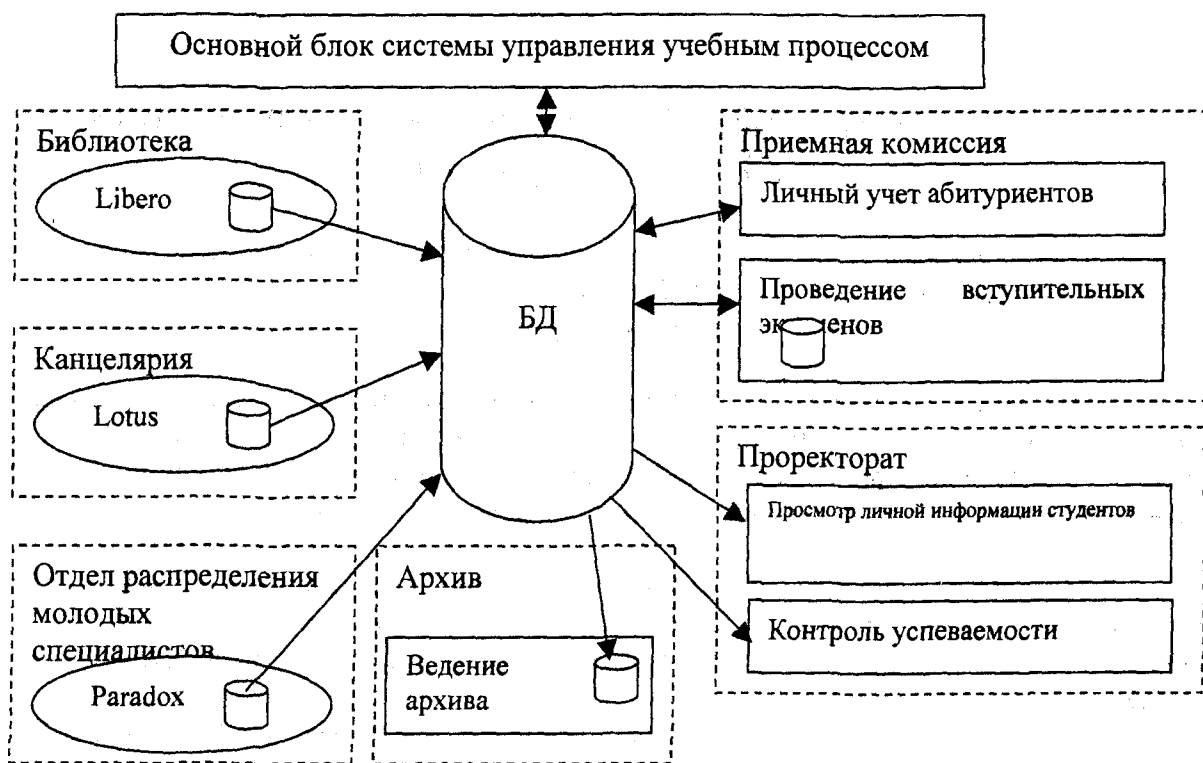 Основной блок системы управления учебным процессом
Библиотека
Libero
Канцелярия
Lotus
Отдел распределения
молодых
специалистов
Paradox
БД
Архив
Ведение
архива
Приемная комиссия
Личный учет абитуриентов
Проведение вступительных
экзаменов
Проректорат
Просмотр личной информации студентов
Контроль успеваемости